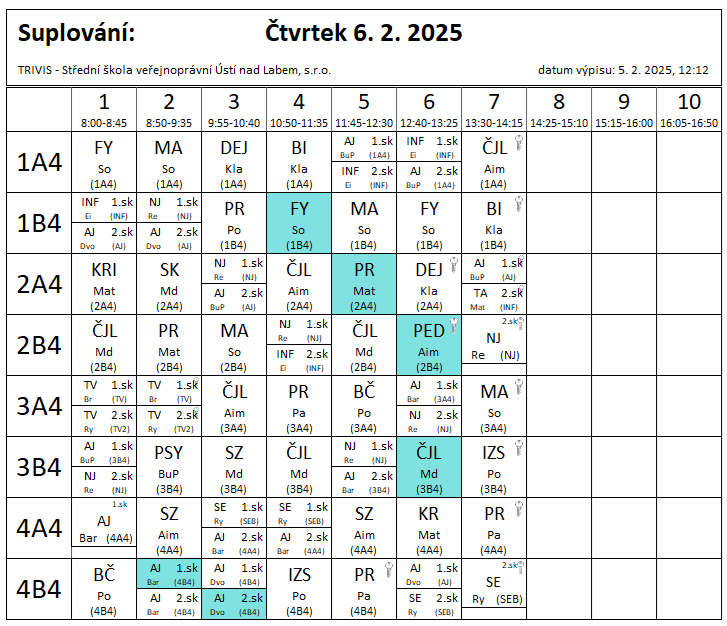 Suplování: Čtvrtek 6. 2. 2025
TRIVIS - Střední škola veřejnoprávní Ústí nad Labem, s.r.o. datum výpisu: 5. 2. 2025, 12:12
1 2 3 4 5 6 7 8 9 10
8:00-8:45 8:50-9:35 9:55-10:40 10:50-11:35 11:45-12:30 12:40-13:25 13:30-14:15 14:25-15:10 15:15-16:00 16:05-16:50
1A4
FY
So
(1A4)
MA
So
(1A4)
DEJ
Kla
(1A4)
BI
Kla
(1A4)
AJ 1.sk
BuP (1A4)
INF 2.sk
Ei (INF)
INF 1.sk
Ei (INF)
AJ 2.sk
BuP (1A4)
ČJL
Aim
(1A4)
1B4
INF 1.sk
Ei (INF)
AJ 2.sk
Dvo (AJ)
NJ 1.sk
Re (NJ)
AJ 2.sk
Dvo (AJ)
PR
Po
(1B4)
FY
So
(1B4)
MA
So
(1B4)
FY
So
(1B4)
BI
Kla
(1B4)
2A4
KRI
Mat
(2A4)
SK
Md
(2A4)
NJ 1.sk
Re (NJ)
AJ 2.sk
BuP (AJ)
ČJL
Aim
(2A4)
PR
Mat
(2A4)
DEJ
Kla
(2A4)
AJ 1.sk
BuP (AJ)
TA 2.sk
Mat (INF)
2B4
ČJL
Md
(2B4)
PR
Mat
(2B4)
MA
So
(2B4)
NJ 1.sk
Re (NJ)
INF 2.sk
Ei (INF)
ČJL
Md
(2B4)
PED
Aim
(2B4)
2.sk
NJ
Re (NJ)
3A4
TV 1.sk
Br (TV)
TV 2.sk
Ry (TV2)
TV 1.sk
Br (TV)
TV 2.sk
Ry (TV2)
ČJL
Aim
(3A4)
PR
Pa
(3A4)
BČ
Po
(3A4)
AJ 1.sk
Bar (3A4)
NJ 2.sk
Re (NJ)
MA
So
(3A4)
3B4
AJ 1.sk
BuP (3B4)
NJ 2.sk
Re (NJ)
PSY
BuP
(3B4)
SZ
Md
(3B4)
ČJL
Md
(3B4)
NJ 1.sk
Re (NJ)
AJ 2.sk
Bar (3B4)
ČJL
Md
(3B4)
IZS
Po
(3B4)
4A4
1.sk
AJ
Bar (4A4)
SZ
Aim
(4A4)
SE 1.sk
Ry (SEB)
AJ 2.sk
Bar (4A4)
SE 1.sk
Ry (SEB)
AJ 2.sk
Bar (4A4)
SZ
Aim
(4A4)
KR
Mat
(4A4)
PR
Pa
(4A4)
4B4
BČ
Po
(4B4)
AJ 1.sk
Bar (4B4)
AJ 2.sk
Bar (4B4)
AJ 1.sk
Dvo (4B4)
AJ 2.sk
Dvo (4B4)
IZS
Po
(4B4)
PR
Pa
(4B4)
AJ 1.sk
Dvo (AJ)
SE 2.sk
Ry (SEB)
2.sk
SE
Ry (SEB)